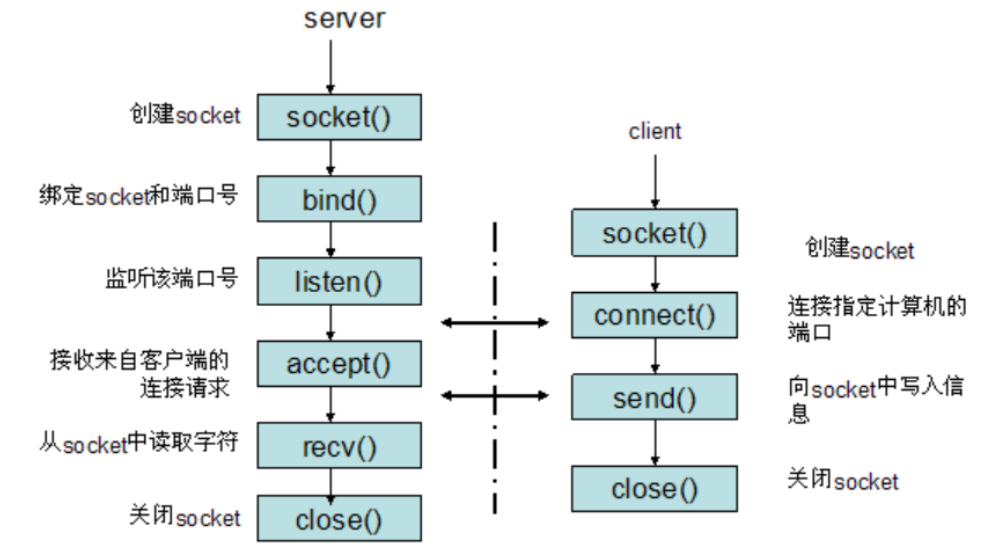 server
创建socket
socket()
绑定socket和端口号
bind()
监听该端口号
listen()
接收来自客户端的
连接请求
accept()
从socket中读取字符
recv()
关闭socket
close()
client
socket()
创建socket
connect()
连接指定计算机的
端口
send()
向socket中写入信
息
close()
关闭socket